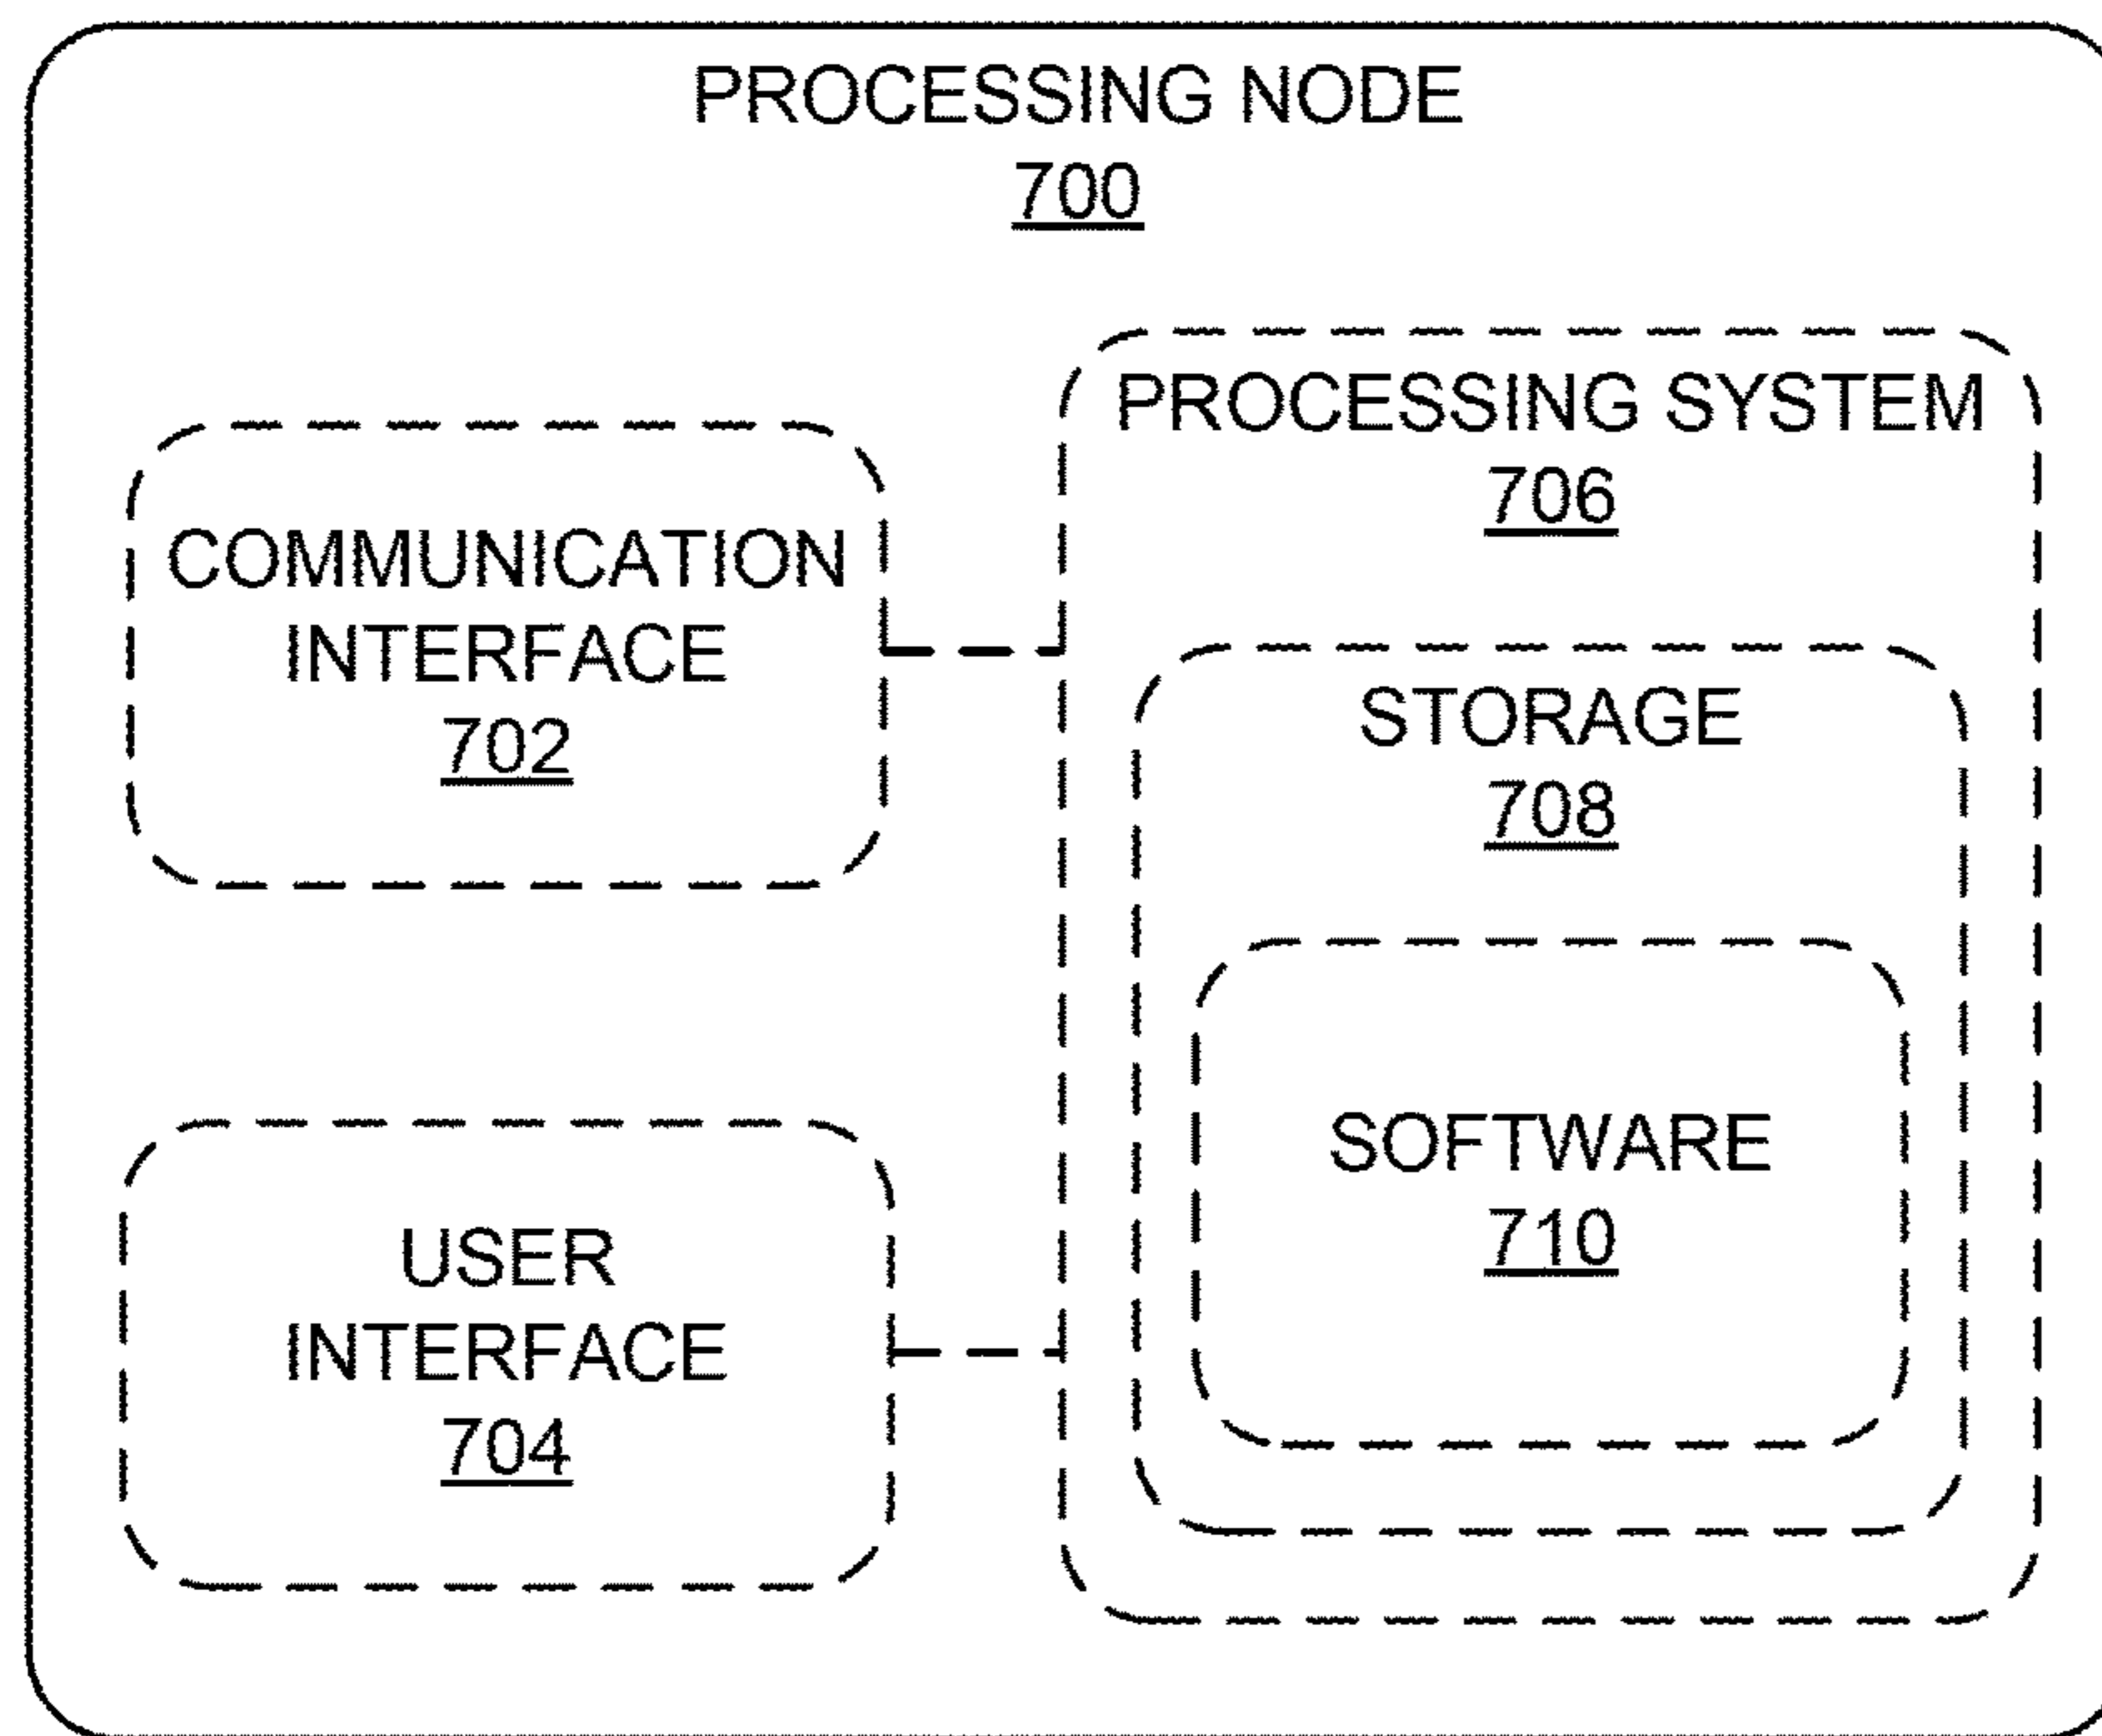 PROCESSING NODE
700
COMMUNICATION
INTERFACE
702
USER
INTERFACE
704
PROCESSING SYSTEM
706
STORAGE
708
SOFTWARE
710